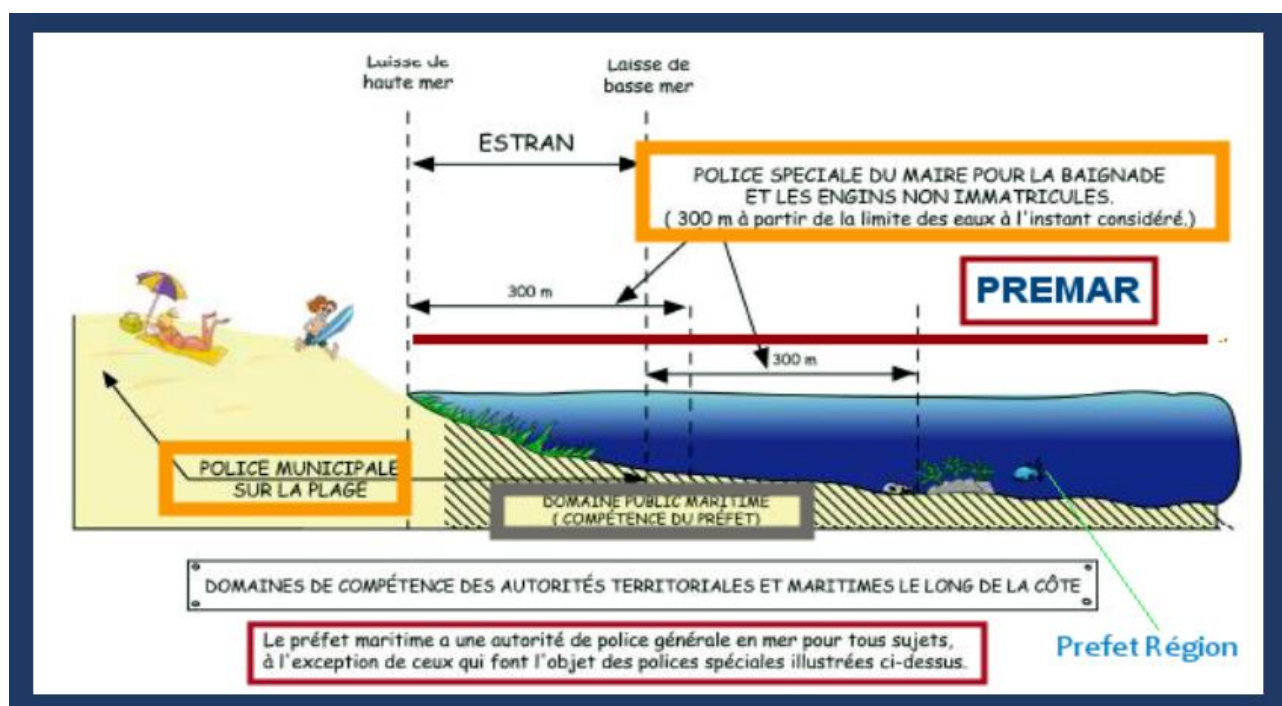 Laisse de
haute mer
Laisse de
basse mer
ESTRAN
POLICE SPECIALE DU MAIRE POUR LA BAIGNADE
ET LES ENGINS NON IMMATRICULES.
( 300 m à partir de la limite des eaux à l'instant considéré.)
PREMAR
300 m
300 m
POLICE MUNICIPALE
SUR LA PLAGE
DOMAINE PUBLIC MARITIME
( COMPÉTENCE DU PRÉFET)
DOMAINES DE COMPÉTENCE DES AUTORITÉS TERRITORIALES ET MARITIMES LE LONG DE LA CÔTE
Le préfet maritime a une autorité de police générale en mer pour tous sujets,
à l'exception de ceux qui font l'objet des polices spéciales illustrées ci-dessus.
Prefet Région